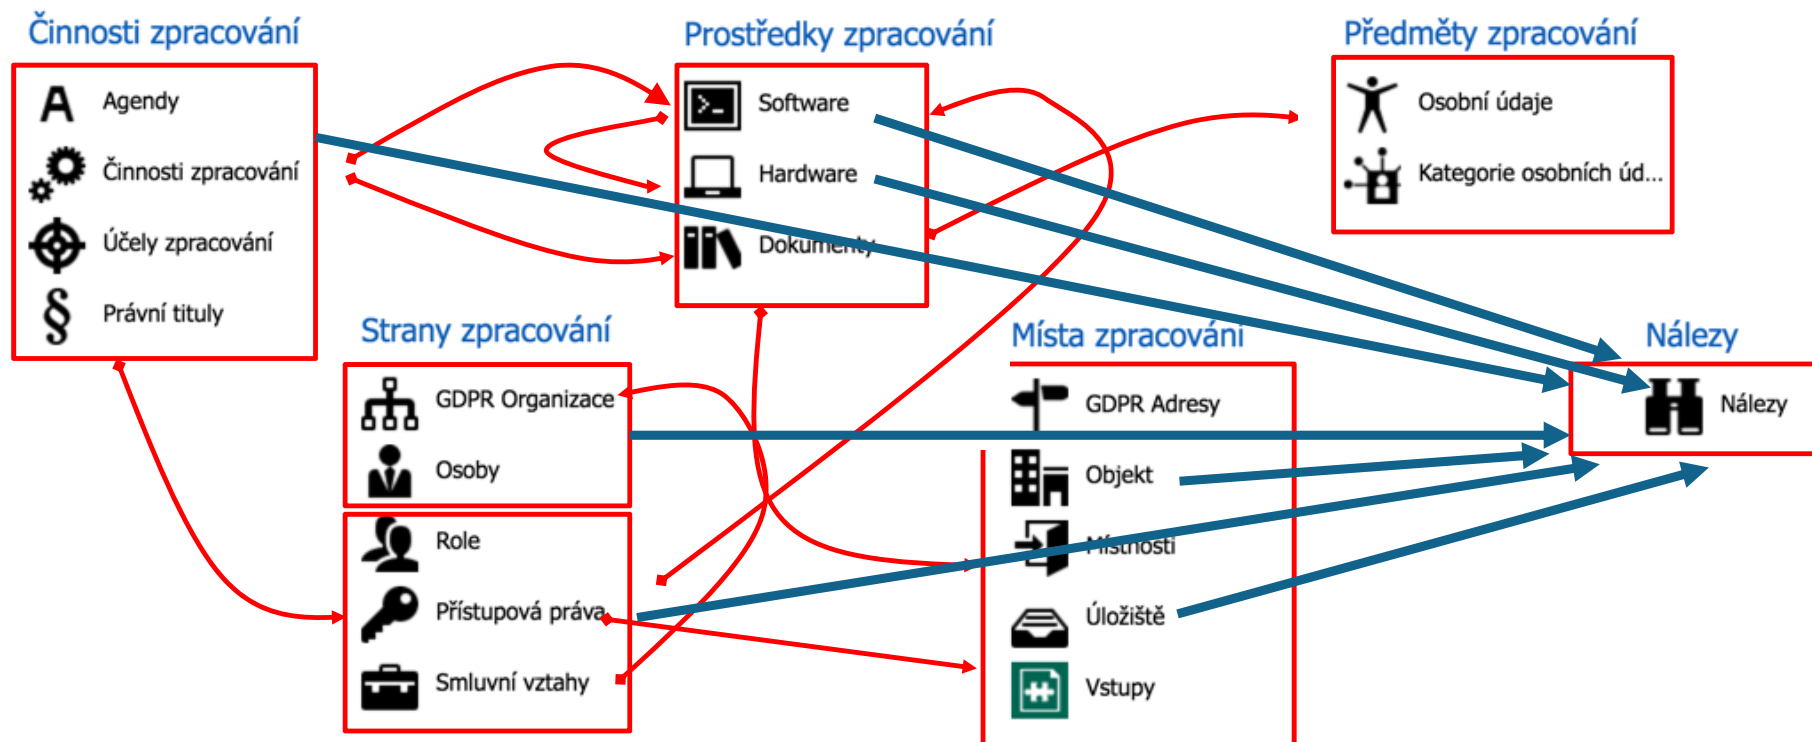 Činnosti zpracování
Agendy
Činnosti zpracování
Účely zpracování
Právní tituly
Prostředky zpracování
Software
Hardware
Dokumenty
Předměty zpracování
Osobní údaje
Kategorie osobních úd...
Strany zpracování
GDPR Organizace
Osoby
Role
Přístupová práva
Smluvní vztahy
Místa zpracování
GDPR Adresy
Objekt
Místnosti
Úložiště
Vstupy
Nálezy
Nálezy